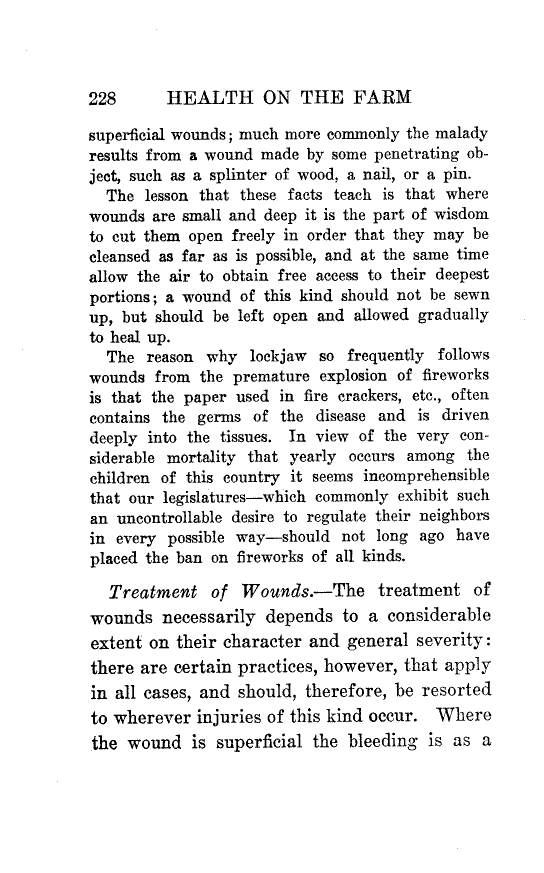 228 HEALTH ON THE FARM
superficial wounds; much more commonly the malady
results from a wound made by some penetrating ob-
ject, such as a splinter of wood, a nail, or a pin.
The lesson that these facts teach is that where
wounds are small and deep it is the part of wisdom
to cut them open freely in order that they may be
cleansed as far as is possible, and at the same time
allow the air to obtain free access to their deepest
portions; a wound of this kind should not be sewn
up, but should be left open and allowed gradually
to heal up.
The reason why lockjaw so frequently follows
wounds from the premature explosion of fireworks
is that the paper used in fire crackers, etc., often
contains the germs of the disease and is driven
deeply into the tissues. In view of the very con-
siderable mortality that yearly occurs among the
children of this country it seems incomprehensible
that our legislatures—which commonly exhibit such
an uncontrollable desire to regulate their neighbors
in every possible way—should not long ago have
placed the ban on fireworks of all kinds.
Treatment of Wounds.—The treatment of
wounds necessarily depends to a considerable
extent on their character and general severity:
there are certain practices, however, that apply
in all cases, and should, therefore, be resorted
to wherever injuries of this kind occur. Where
the wound is superficial the bleeding is as a